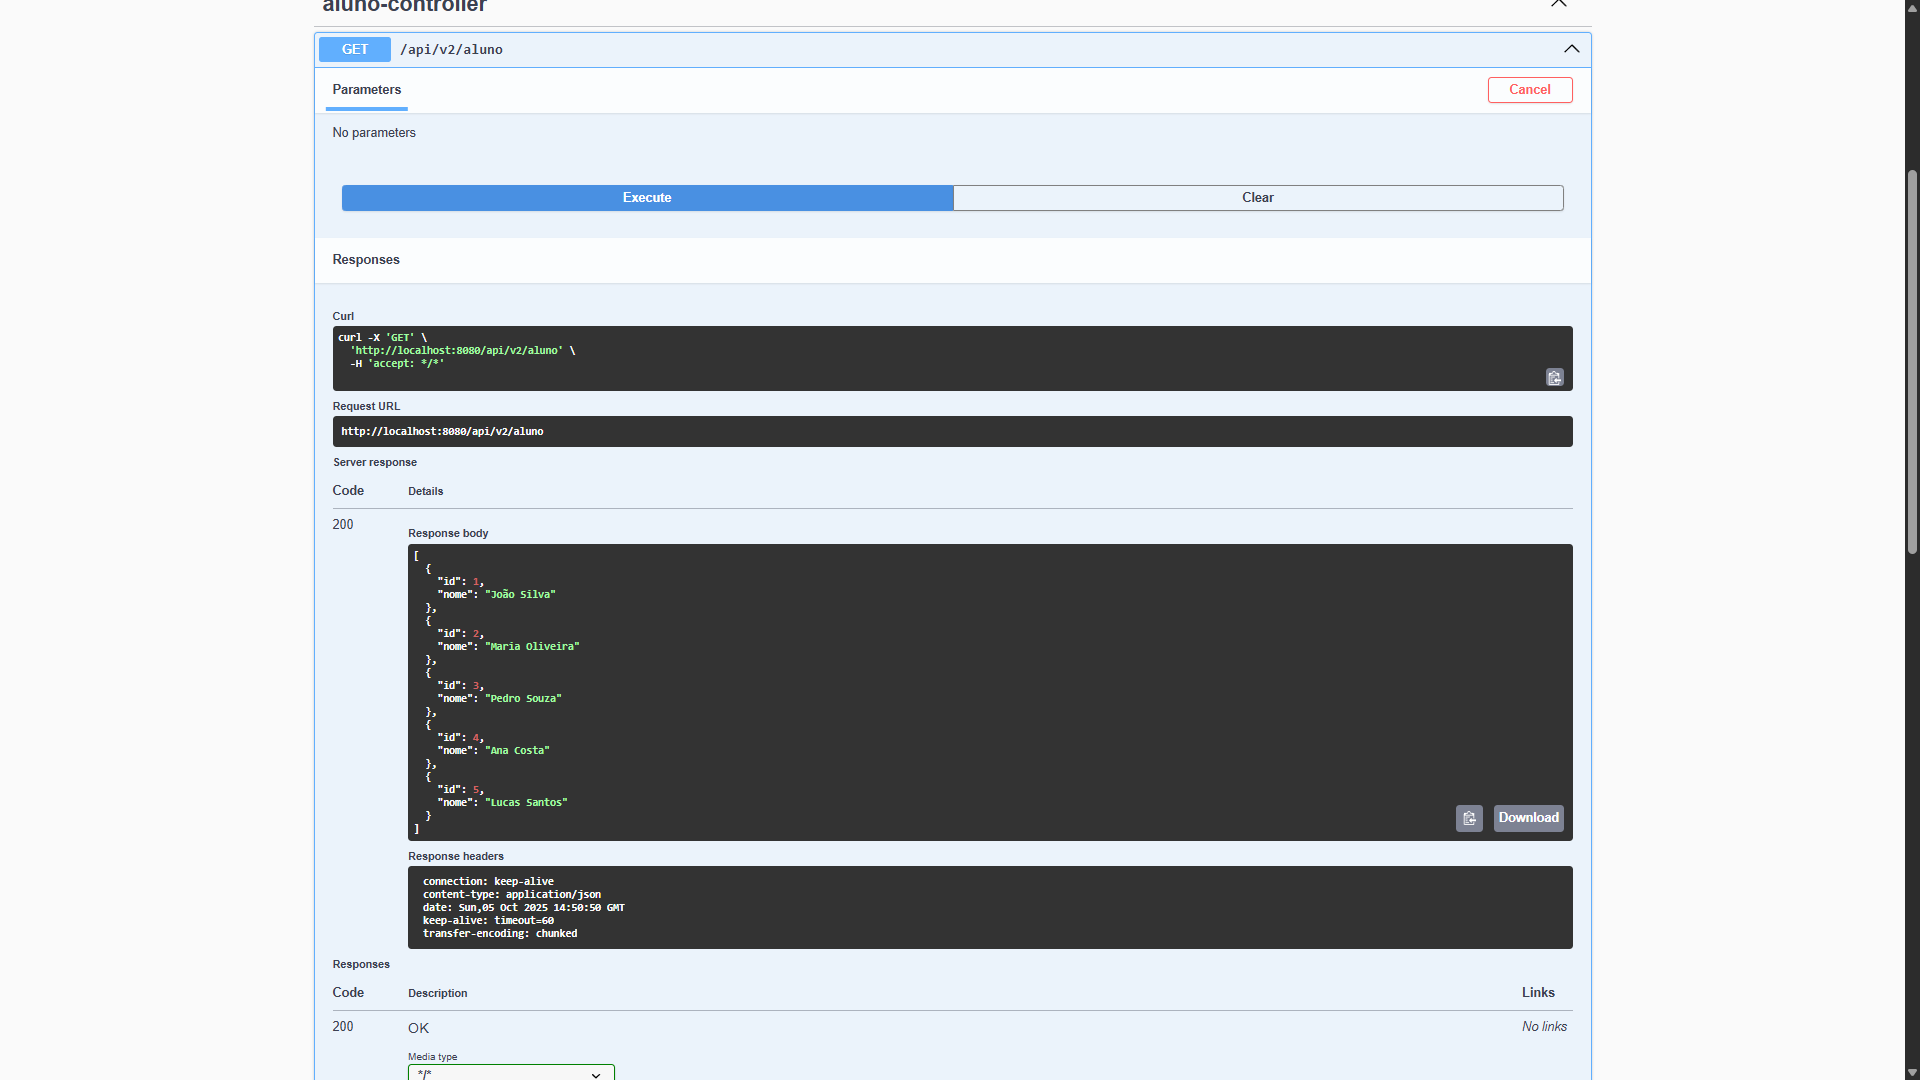 aluno-controller
GET /api/v2/aluno
Parameters
Cancel
No parameters
Execute
Clear
Responses
Curl
curl -X 'GET' \
'http://localhost:8080/api/v2/aluno' \
-H 'accept: */*'
Request URL
http://localhost:8080/api/v2/aluno
Server response
Code Details
200
Response body
[
{
"id": 1,
"nome": "João Silva"
},
{
"id": 2,
"nome": "Maria Oliveira"
},
{
"id": 3,
"nome": "Pedro Souza"
},
{
"id": 4,
"nome": "Ana Costa"
},
{
"id": 5,
"nome": "Lucas Santos"
}
]
Download
Response headers
connection: keep-alive
content-type: application/json
date: Sun,05 Oct 2025 14:50:50 GMT
keep-alive: timeout=60
transfer-encoding: chunked
Responses
Code Description Links
200 OK No links
Media type
*/*